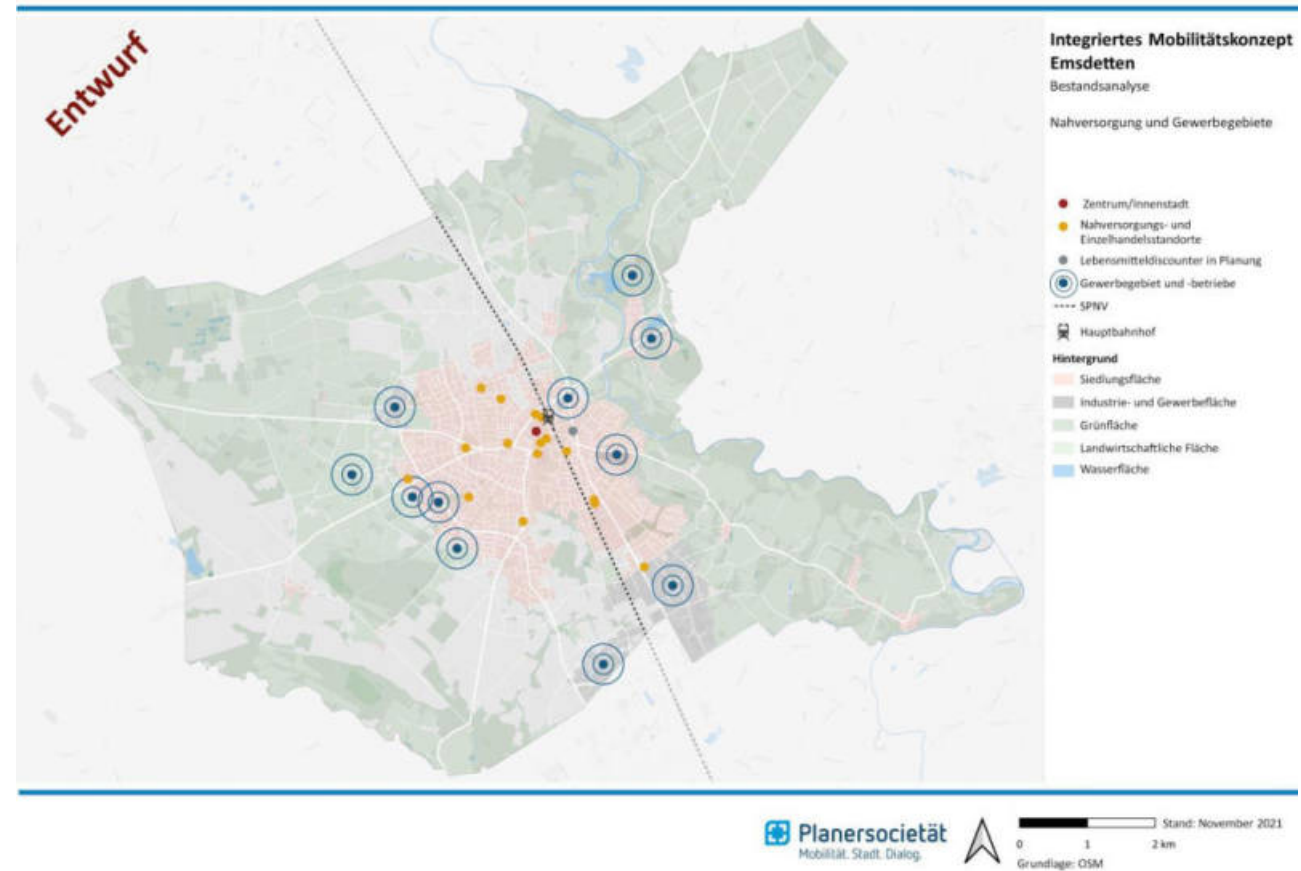 Entwurf
Integriertes Mobilitätskonzept
Emsdetten
Bestandsanalyse
Nahversorgung und Gewerbegebiete
Zentrum/Innenstadt
Nahversorgungs- und
Einzelhandelsstandorte
Lebensmitteldiscounter in Planung
Gewerbegebiet und -betriebe
SPNV
Hauptbahnhof
Hintergrund
Siedlungsfläche
Industrie- und Gewerbefläche
Grünfläche
Landwirtschaftliche Fläche
Wasserfläche
Planersocietät
Mobilität. Stadt. Dialog.
Stand: November 2021
0 1 2 km
Grundlage: OSM